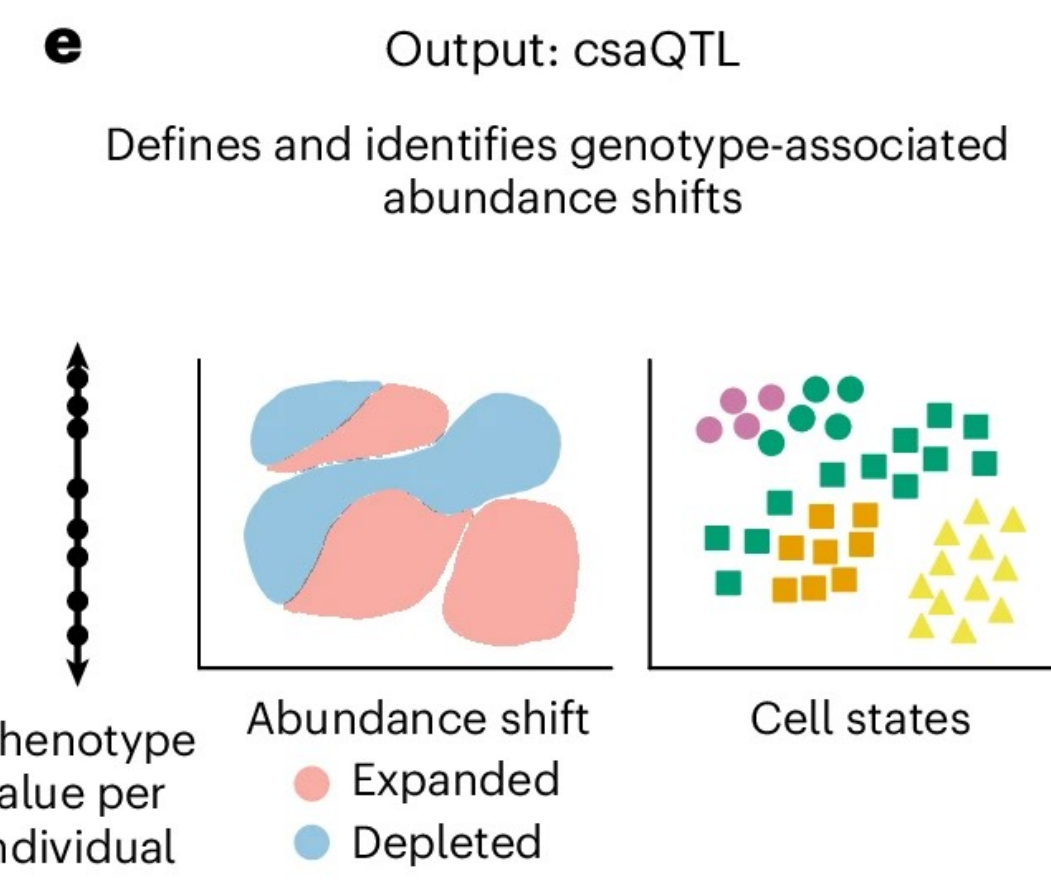 e
Output: csaQTL
Defines and identifies genotype-associated
abundance shifts
henotype
alue per
ndividual
Abundance shift
Expanded
Depleted
Cell states